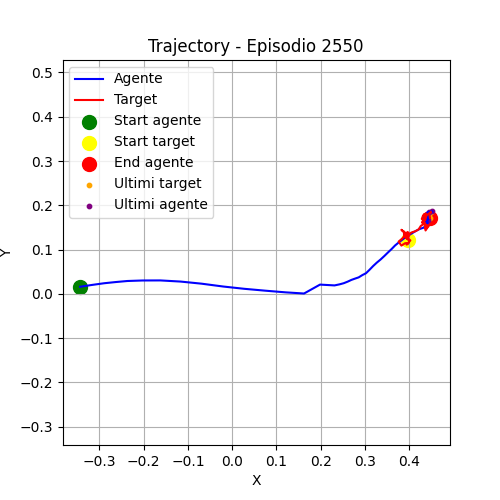 Trajectory - Episodio 2550
Agente
Target
Start agente
Start target
End agente
Ultimi target
Ultimi agente
0.5
0.4
0.3
0.2
0.1
0.0
−0.1
−0.2
−0.3
Y
−0.3 −0.2 −0.1 0.0 0.1 0.2 0.3 0.4
X